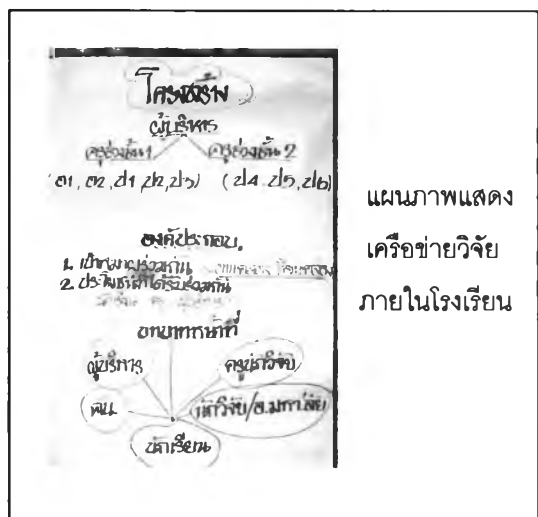 โครงสร้าง
ผู้บริหาร
ครูช่วงชั้น 1 ครูช่วงชั้น 2
(อ1, อ2, ป1, ป2, ป3) (ป4 ป5, ป6)
องค์ประกอบ.
1. เป้าหมายร่วมกัน
2. ประโยชน์ที่ได้รับร่วมกัน
บทบาทหน้าที่
ผู้บริหาร ครูนักวิจัย
ศน. นักวิจัย/อ.มหาลัย
นักเรียน
แผนภาพแสดง
เครือข่ายวิจัย
ภายในโรงเรียน